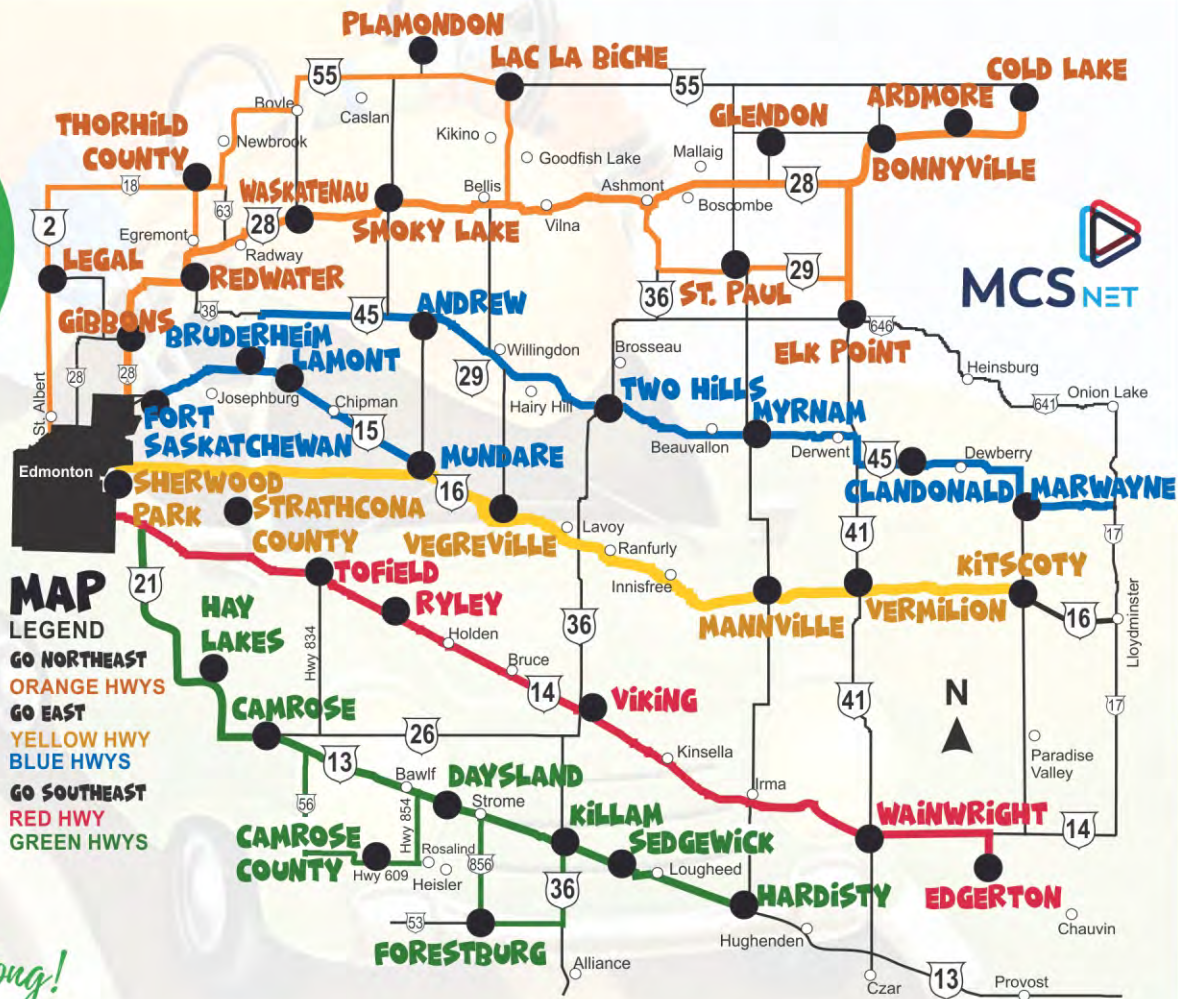 PLAMONDON
LAC LA BICHE
COLD LAKE
55
55
ARDMORE
Boyle
Caslan
GLENDON
THORHILD
COUNTY
Newbrook
Kikino
Goodfish Lake
Mallaig
BONNYVILLE
18
63
WASKATENAU
Bellis
Ashmont
28
2
28
SMOKY LAKE
Vilna
Boscombe
Egremont
Radway
LEGAL
REDWATER
36
ST. PAUL
29
MCS NET
38
45
ANDREW
GIBBONS
BRUDERHEIM
646
ELK POINT
LAMONT
Willingdon
Brosseau
28
28
29
Heinsburg
St. Albert
Josephburg
Chipman
Hairy Hill
TWO HILLS
641
Onion Lake
FORT
SASKATCHEWAN
15
MYRNAM
Beauvallon
Derwent
45
Dewberry
Edmonton
MUNDARE
CLANDONALD
MARWAYNE
SHERWOOD
PARK
16
STRATHCONA
COUNTY
VEGREVILLE
Lavoy
41
17
Ranfurly
TOFIELD
Innisfree
KITSCOTY
21
MANNVILLE
VERMILION
16
Lloydminster
MAP
LEGEND
GO NORTHEAST
ORANGE HWYS
GO EAST
YELLOW HWY
BLUE HWYS
GO SOUTHEAST
RED HWY
GREEN HWYS
HAY
LAKES
RYLEY
Hwy 834
Holden
36
Bruce
14
VIKING
41
N
17
CAMROSE
26
Kinsella
Paradise
Valley
13
Bawlf
DAYSLAND
Irma
56
Hwy 854
Strome
KILLAM
WAINWRIGHT
14
CAMROSE
COUNTY
Hwy 609
Rosalind
Heisler
856
SEDGEWICK
Lougheed
36
HARDISTY
EDGERTON
53
FORESTBURG
Hughenden
Chauvin
Alliance
Czar
13
Provost